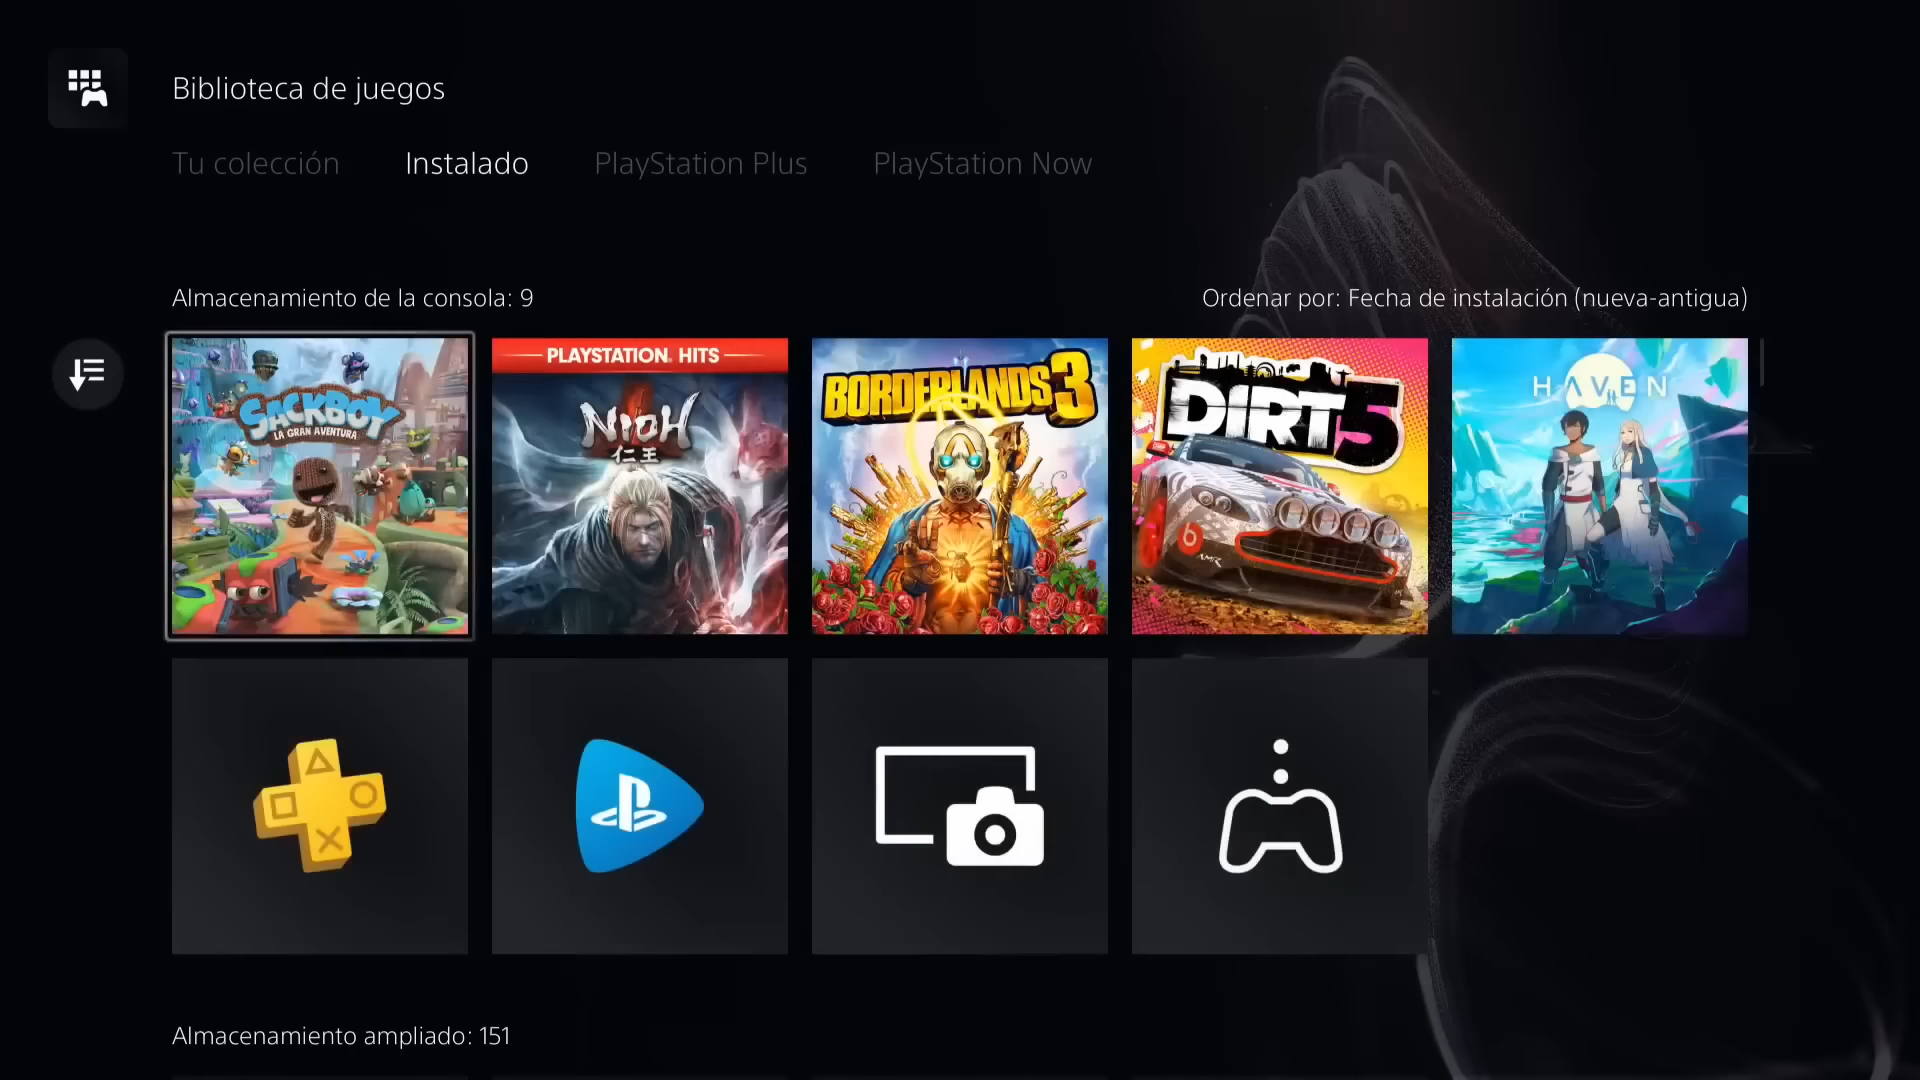 Biblioteca de juegos
Tu colección
Instalado
PlayStation Plus
PlayStation Now
Almacenamiento de la consola: 9
Ordenar por: Fecha de instalación (nueva-antigua)
SACKBOY
LA GRAN AVENTURA
PLAYSTATION HITS
NIOH
仁王
BORDERLANDS 3
DIRT 5
AMR
HAVEN
Almacenamiento ampliado: 151